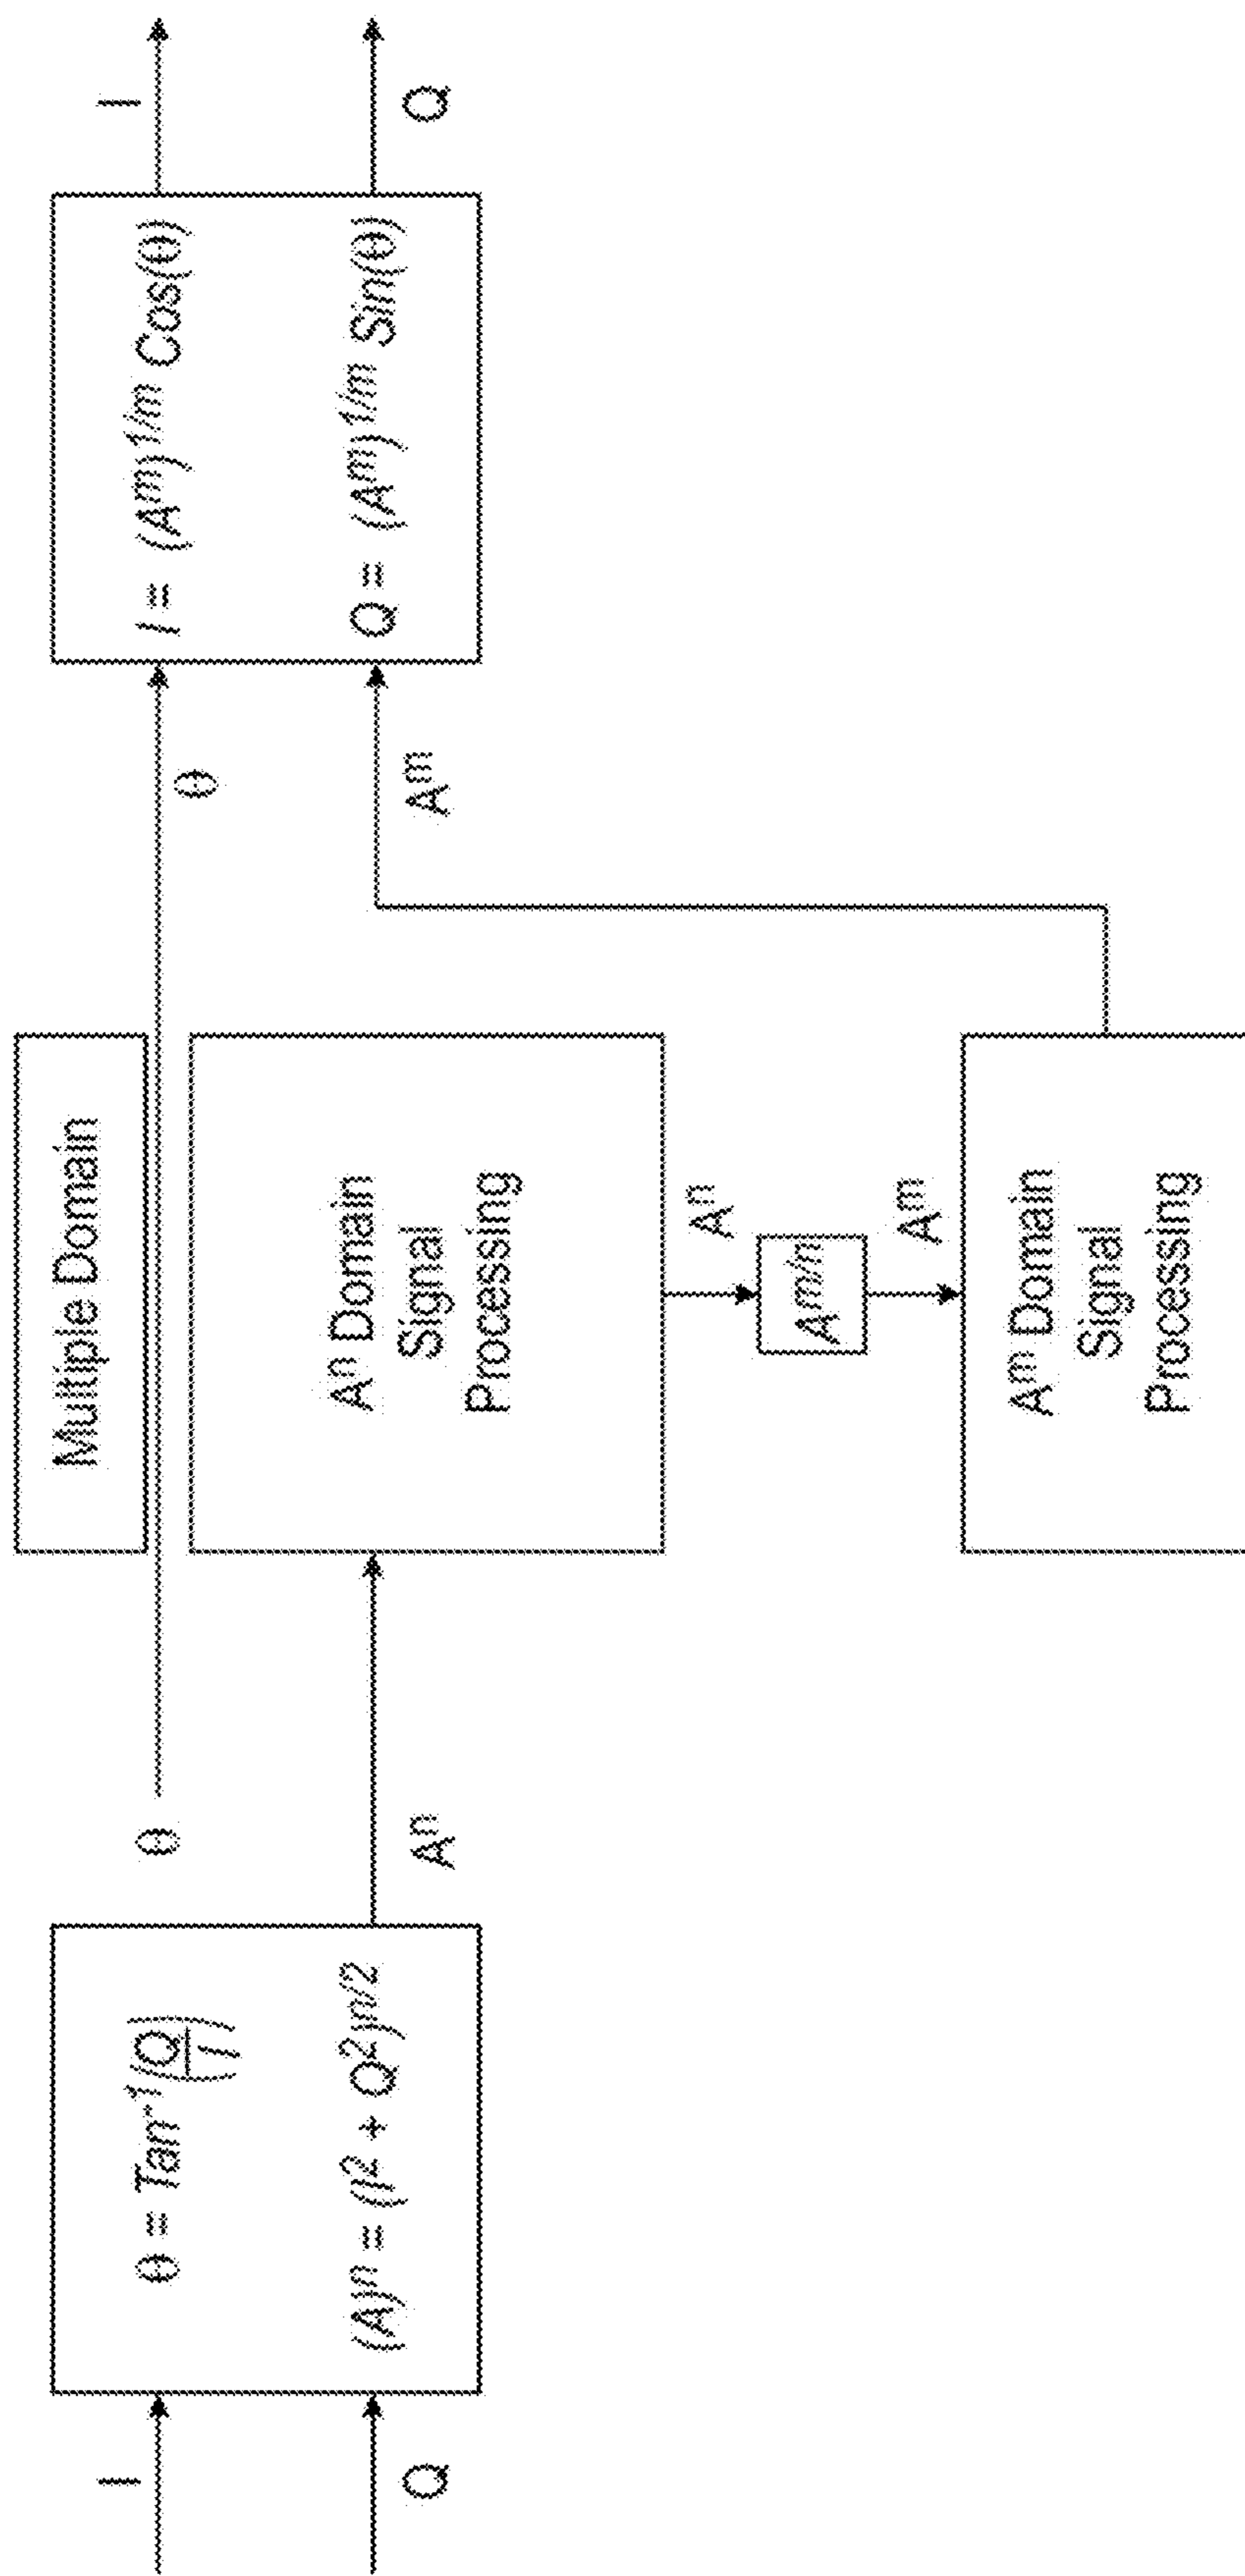 I
Q
θ = Tan⁻¹(Q/I)
(A)ⁿ = (I² + Q²)ⁿ/²
θ
Aⁿ
Multiple Domain
Aⁿ Domain
Signal
Processing
Aⁿ
Aᵐ/ⁿ
Aᵐ
Aᵐ Domain
Signal
Processing
θ
Aᵐ
I = (Aᵐ)¹/ᵐ Cos(θ)
Q = (Aᵐ)¹/ᵐ Sin(θ)
I
Q